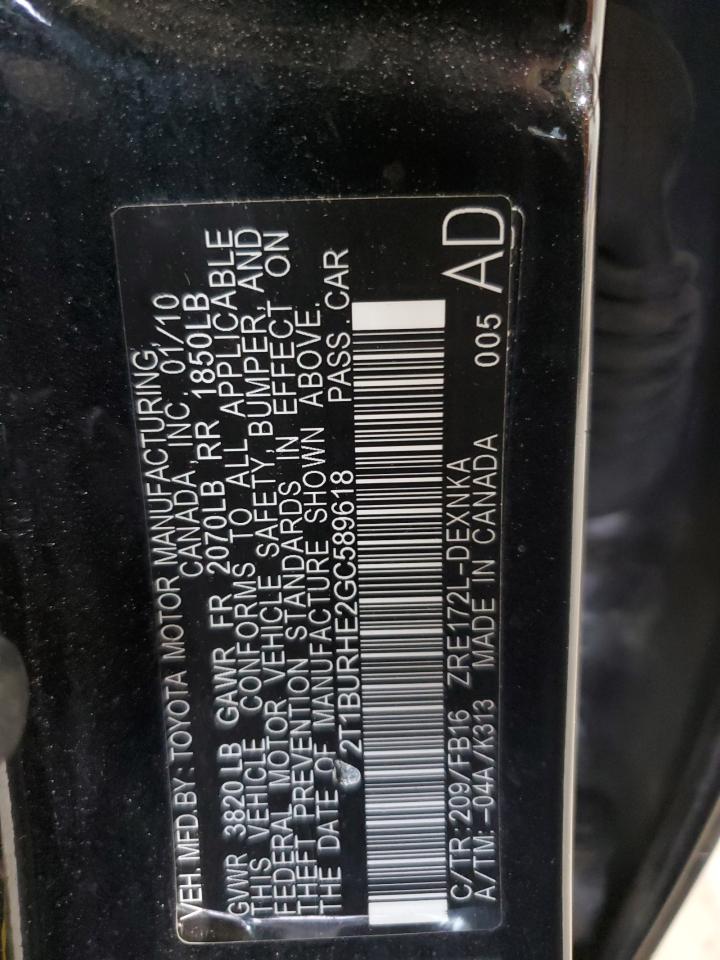 VEH. MFD.BY: TOYOTA MOTOR MANUFACTURING,
CANADA, INC. 01/10
GVWR 3820LB GAWR FR 2070LB RR 1850LB
THIS VEHICLE CONFORMS TO ALL APPLICABLE
FEDERAL MOTOR VEHICLE SAFETY, BUMPER, AND
THEFT PREVENTION STANDARDS IN EFFECT ON
THE DATE OF MANUFACTURE SHOWN ABOVE.
2T1BURHE2GC589618 PASS.CAR
C/TR: 209/FB16 ZRE172L-DEXNKA 005 AD
A/TM: -04A/K313 MADE IN CANADA